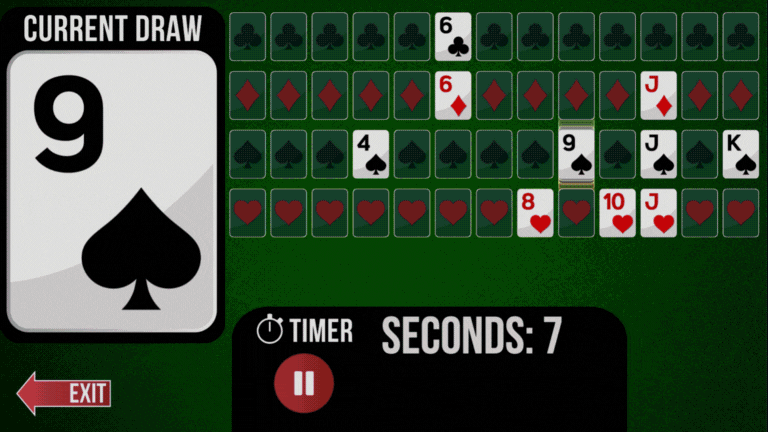 CURRENT DRAW
9
6
6 J
4 9 J K
8 10 J
TIMER
SECONDS: 7
EXIT